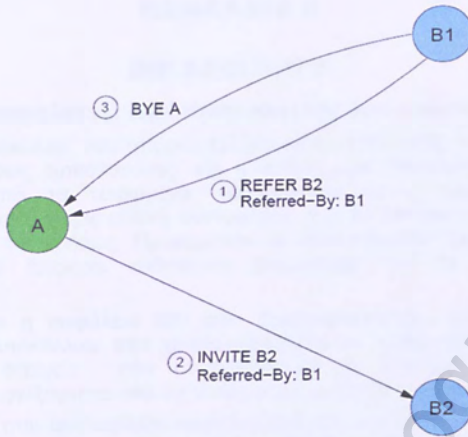 B1
3 BYE A
1 REFER B2
Referred-By: B1
A
2 INVITE B2
Referred-By: B1
B2